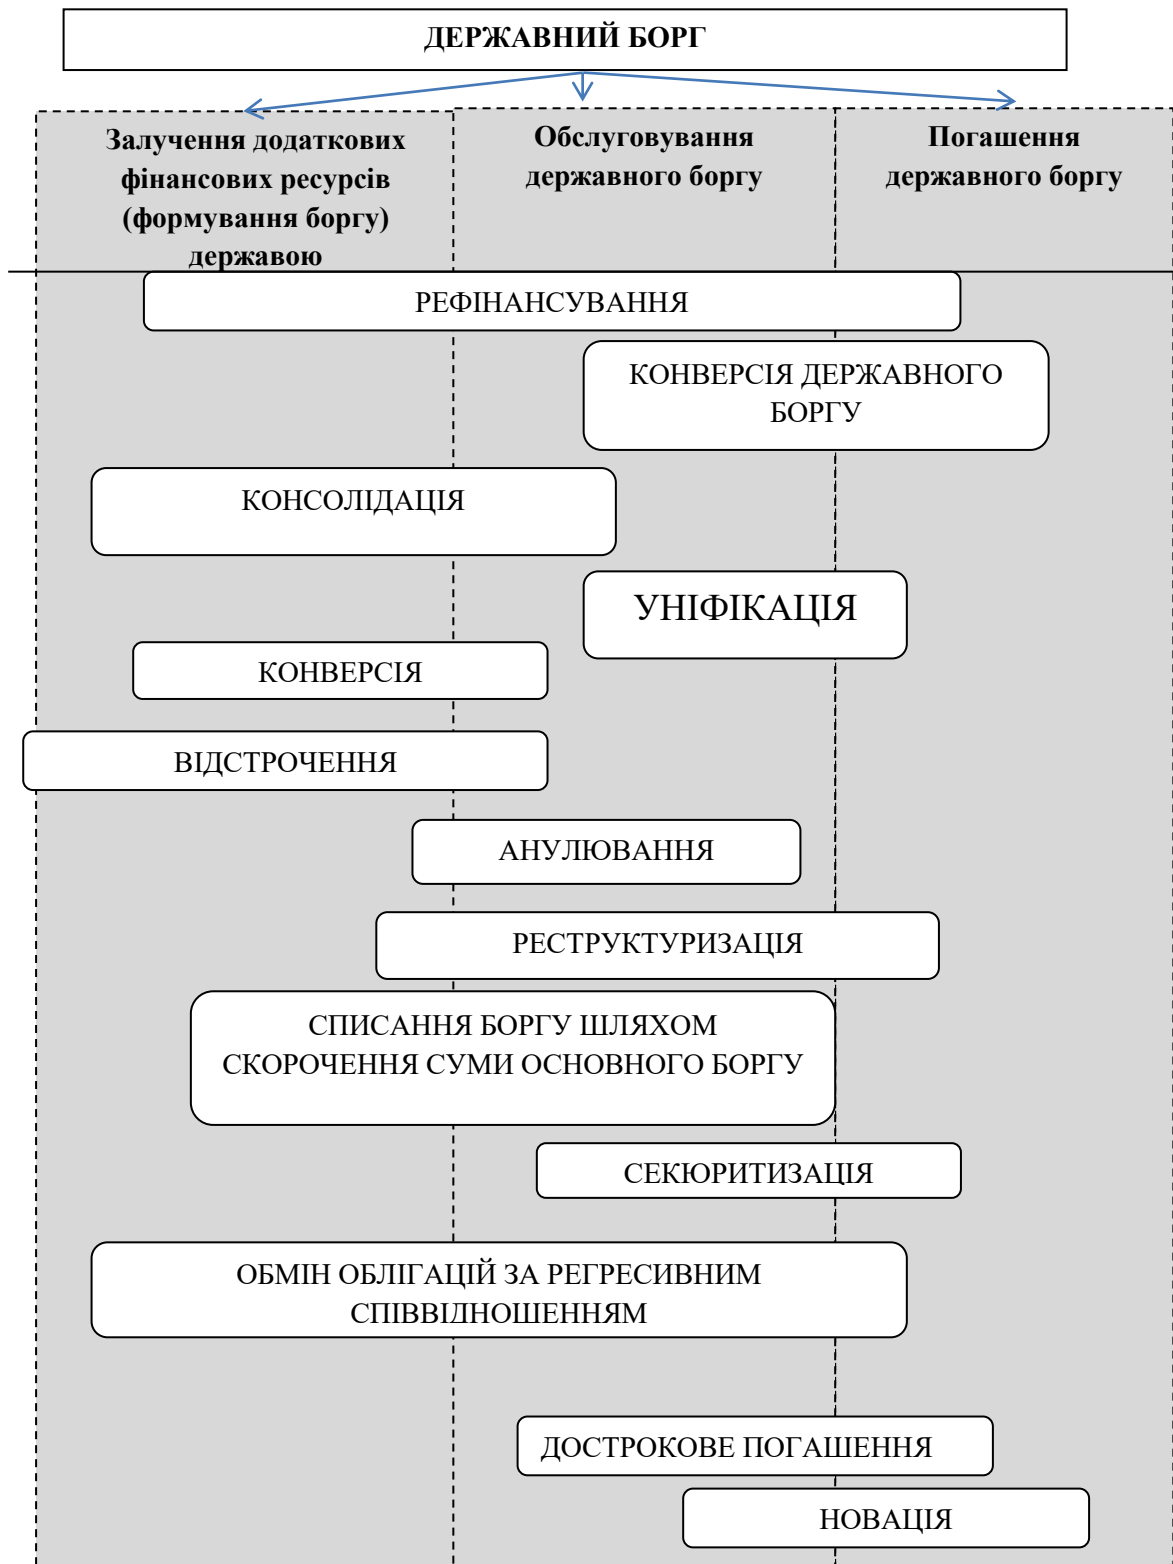 ДЕРЖАВНИЙ БОРГ
Залучення додаткових
фінансових ресурсів
(формування боргу)
державою
Обслуговування
державного боргу
Погашення
державного боргу
РЕФІНАНСУВАННЯ
КОНВЕРСІЯ ДЕРЖАВНОГО
БОРГУ
КОНСОЛІДАЦІЯ
УНІФІКАЦІЯ
КОНВЕРСІЯ
ВІДСТРОЧЕННЯ
АНУЛЮВАННЯ
РЕСТРУКТУРИЗАЦІЯ
СПИСАННЯ БОРГУ ШЛЯХОМ
СКОРОЧЕННЯ СУМИ ОСНОВНОГО БОРГУ
СЕКЮРИТИЗАЦІЯ
ОБМІН ОБЛІГАЦІЙ ЗА РЕГРЕСИВНИМ
СПІВВІДНОШЕННЯМ
ДОСТРОКОВЕ ПОГАШЕННЯ
НОВАЦІЯ